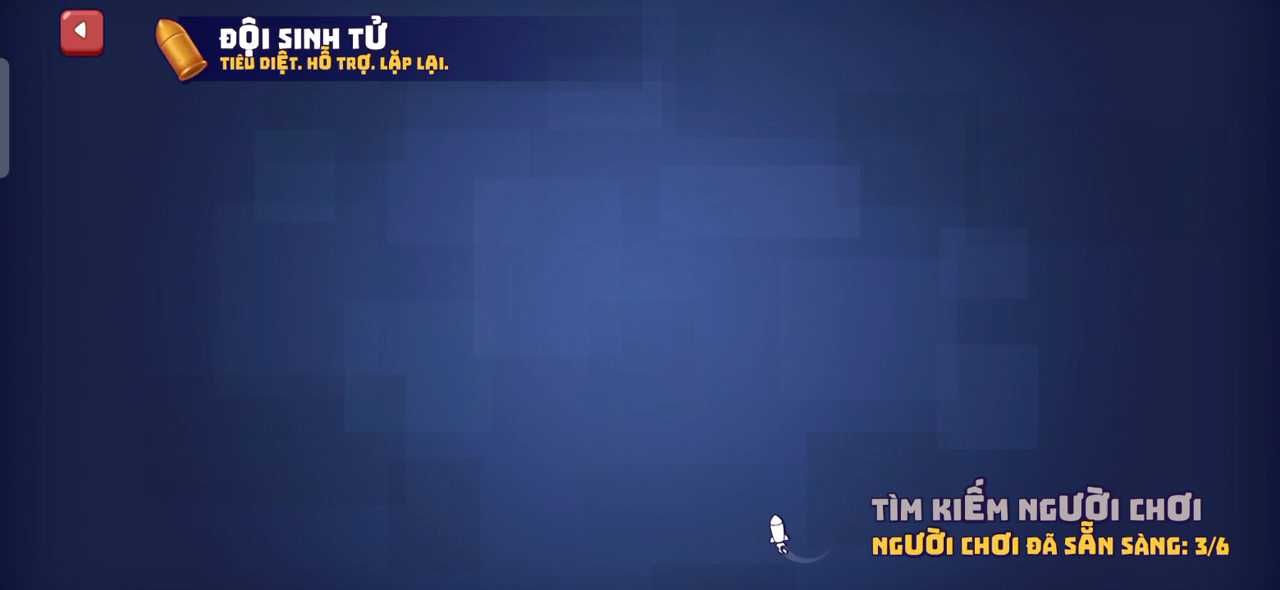 ĐỘI SINH TỬ
TIÊU DIỆT. HỖ TRỢ. LẶP LẠI.
TÌM KIẾM NGƯỜI CHƠI
NGƯỜI CHƠI ĐÃ SẴN SÀNG: 3/6